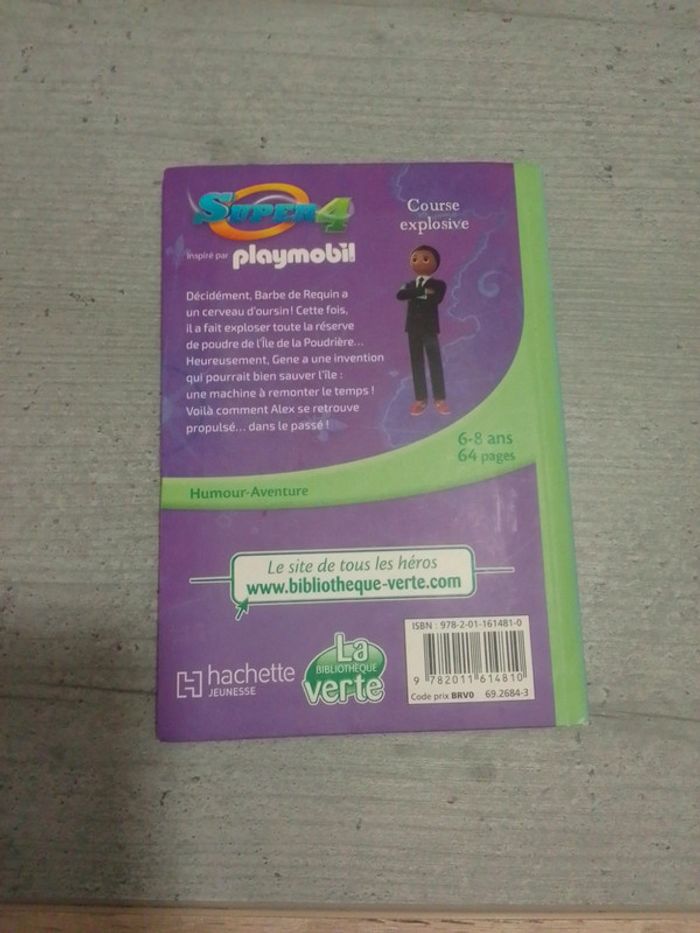 SUPER4
Course
explosive
Inspiré par playmobil
Décidément, Barbe de Requin a
un cerveau d'oursin ! Cette fois,
il a fait exploser toute la réserve
de poudre de l'Île de la Poudrière...
Heureusement, Gene a une invention
qui pourrait bien sauver l'île :
une machine à remonter le temps !
Voilà comment Alex se retrouve
propulsé... dans le passé !
6-8 ans
64 pages
Humour-Aventure
Le site de tous les héros
www.bibliotheque-verte.com
hachette
JEUNESSE
La
BIBLIOTHÈQUE
verte
ISBN : 978-2-01-161481-0
9 782011 614810
Code prix BRV0 69.2684-3